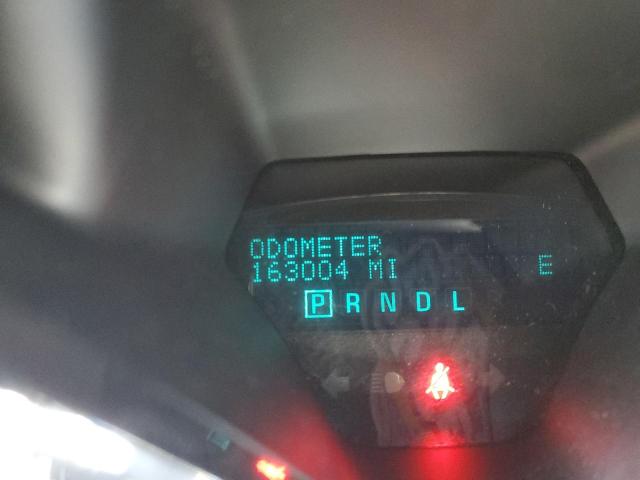 ODOMETER
163004 MI E
P R N D L